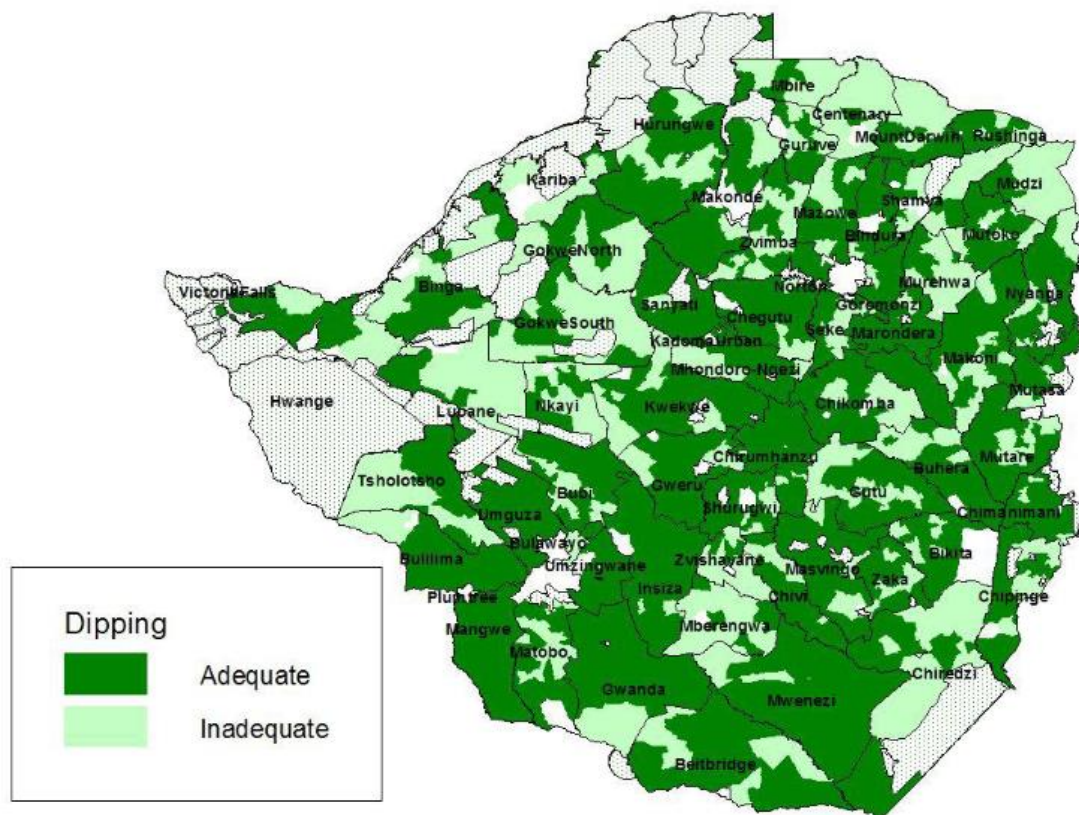 Mbire
Centenary
Hurungwe
MountDarwin
Rushinga
Guruve
Kariba
Mudzi
Makonde
Shamva
Mazowe
Bindura
Mutoko
Zvimba
GokweNorth
Murehwa
Binga
VictoriaFalls
Norton
Nyanga
Sanyati
Goromonzi
Chegutu
GokweSouth
Seke
Marondera
KadomaUrban
Makoni
Mhondoro-Ngezi
Mutasa
Hwange
Lupane
Nkayi
Kwekwe
Chikomba
Chirumhanzu
Mutare
Buhera
Tsholotsho
Gweru
Bubi
Gutu
Shurugwi
Chimanimani
Umguza
Bulawayo
Bikita
Bulilima
Umzingwane
Zvishavane
Masvingo
Zaka
Insiza
Plumtree
Chivi
Chipinge
Mangwe
Mberengwa
Matobo
Chiredzi
Gwanda
Mwenezi
Beitbridge
Dipping
Adequate
Inadequate